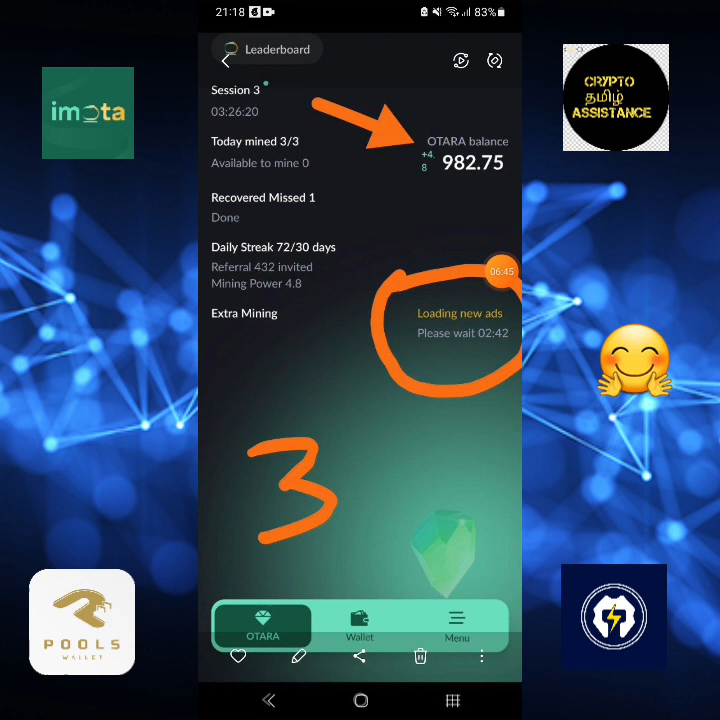 21:18
83%
Leaderboard
Session 3
03:26:20
Today mined 3/3
OTARA balance
Available to mine 0
+4.
8
982.75
Recovered Missed 1
Done
Daily Streak 72/30 days
Referral 432 invited
06:45
Mining Power 4.8
Extra Mining
Loading new ads
Please wait 02:42
3
OTARA
Wallet
Menu
imota
CRYPTO
தமிழ்
ASSISTANCE
POOLS
WALLET